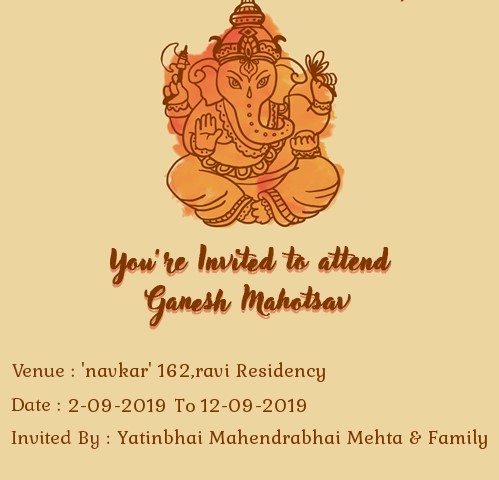 You're Invited to attend
Ganesh Mahotsav
Venue : 'navkar' 162,ravi Residency
Date : 2-09-2019 To 12-09-2019
Invited By : Yatinbhai Mahendrabhai Mehta & Family